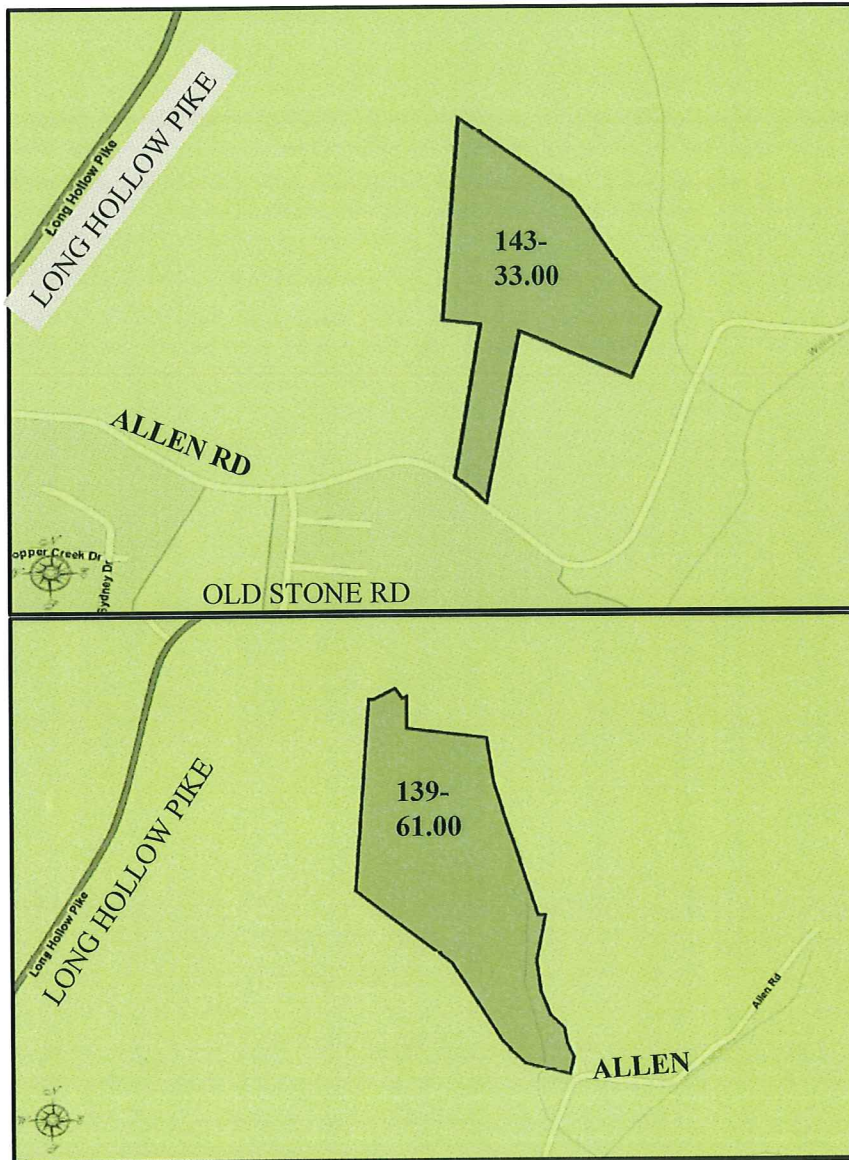 Long Hollow Pike
LONG HOLLOW PIKE
143-
33.00
ALLEN RD
opper Creek Dr
Sydney Dr
OLD STONE RD
Long Hollow Pike
LONG HOLLOW PIKE
139-
61.00
Allen Rd
ALLEN